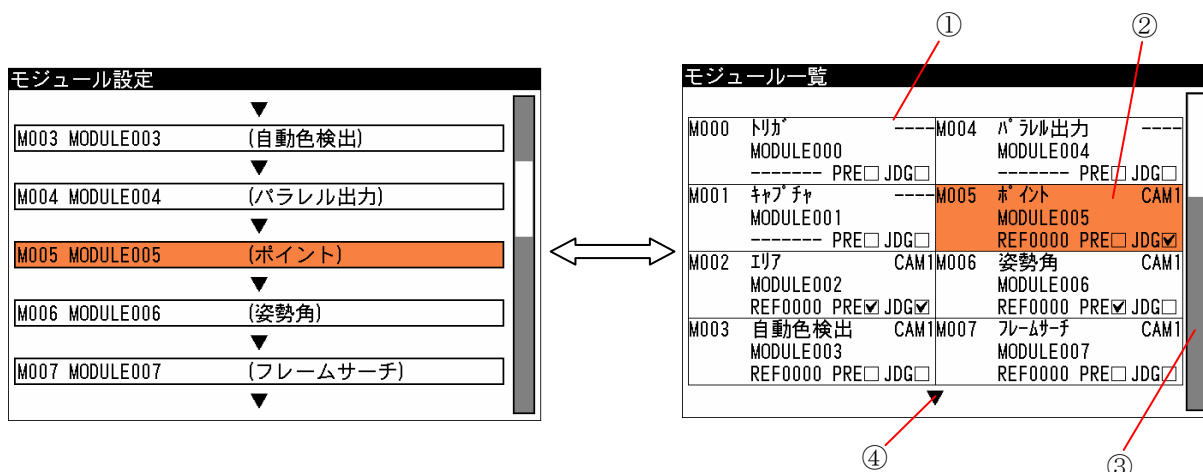 ① ②
モジュール設定
▼
M003 MODULE003 (自動色検出)
▼
M004 MODULE004 (パラレル出力)
▼
M005 MODULE005 (ポイント)
▼
M006 MODULE006 (姿勢角)
▼
M007 MODULE007 (フレームサーチ)
▼
モジュール一覧
M000 ﾄﾘｶﾞ ----
MODULE000
------- PRE□ JDG□
M001 ｷｬﾌﾟﾁｬ ----
MODULE001
------- PRE□ JDG□
M002 ｴﾘｱ CAM1
MODULE002
REF0000 PRE☑ JDG☑
M003 自動色検出 CAM1
MODULE003
REF0000 PRE□ JDG□
M004 ﾊﾟﾗﾚﾙ出力 ----
MODULE004
------- PRE□ JDG□
M005 ﾎﾟｲﾝﾄ CAM1
MODULE005
REF0000 PRE□ JDG☑
M006 姿勢角 CAM1
MODULE006
REF0000 PRE☑ JDG□
M007 ﾌﾚｰﾑｻｰﾁ CAM1
MODULE007
REF0000 PRE□ JDG□
▼
④ ③